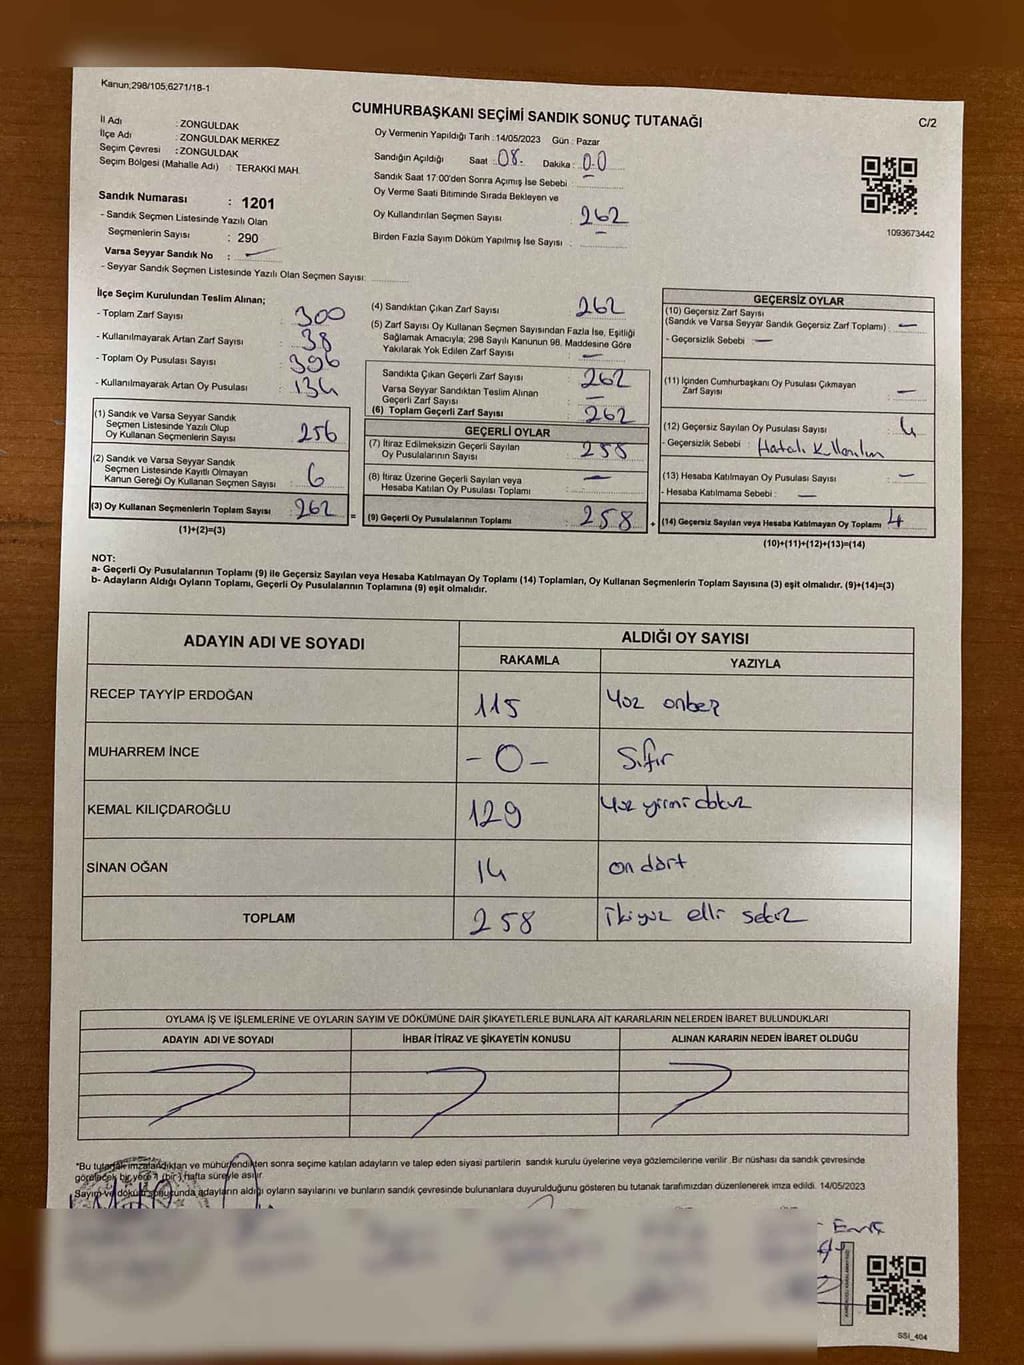 Kanun;298/105;6271/18-1
CUMHURBAŞKANI SEÇİMİ SANDIK SONUÇ TUTANAĞI
C/2
İl Adı : ZONGULDAK
İlçe Adı : ZONGULDAK MERKEZ
Seçim Çevresi : ZONGULDAK
Seçim Bölgesi (Mahalle Adı) : TERAKKİ MAH.
Sandık Numarası : 1201
- Sandık Seçmen Listesinde Yazılı Olan
Seçmenlerin Sayısı : 290
Varsa Seyyar Sandık No : -
- Seyyar Sandık Seçmen Listesinde Yazılı Olan Seçmen Sayısı:
Oy Vermenin Yapıldığı Tarih : 14/05/2023 Gün : Pazar
Sandığın Açıldığı Saat : 08. Dakika : 00
Sandık Saat 17:00'den Sonra Açımış İse Sebebi : -
Oy Verme Saati Bitiminde Sırada Bekleyen ve
Oy Kullandırılan Seçmen Sayısı : 262
Birden Fazla Sayım Döküm Yapılmış İse Sayısı : -
1093673442
İlçe Seçim Kurulundan Teslim Alınan;
- Toplam Zarf Sayısı : 300
- Kullanılmayarak Artan Zarf Sayısı : 38
- Toplam Oy Pusulası Sayısı : 396
- Kullanılmayarak Artan Oy Pusulası : 134
(1) Sandık ve Varsa Seyyar Sandık
Seçmen Listesinde Yazılı Olup
Oy Kullanan Seçmenlerin Sayısı : 256
(2) Sandık ve Varsa Seyyar Sandık
Seçmen Listesinde Kayıtlı Olmayan
Kanun Gereği Oy Kullanan Seçmen Sayısı : 6
(3) Oy Kullanan Seçmenlerin Toplam Sayısı : 262
(1)+(2)=(3)
(4) Sandıktan Çıkan Zarf Sayısı : 262
(5) Zarf Sayısı Oy Kullanan Seçmen Sayısından Fazla İse, Eşitliği
Sağlamak Amacıyla; 298 Sayılı Kanunun 98. Maddesine Göre
Yakılarak Yok Edilen Zarf Sayısı : -
Sandıkta Çıkan Geçerli Zarf Sayısı : 262
Varsa Seyyar Sandıktan Teslim Alınan
Geçerli Zarf Sayısı : -
(6) Toplam Geçerli Zarf Sayısı : 262
GEÇERLİ OYLAR
(7) İtiraz Edilmeksizin Geçerli Sayılan
Oy Pusulalarının Sayısı : 258
(8) İtiraz Üzerine Geçerli Sayılan veya
Hesaba Katılan Oy Pusulası Toplamı : -
= (9) Geçerli Oy Pusulalarının Toplamı : 258 +
GEÇERSİZ OYLAR
(10) Geçersiz Zarf Sayısı
(Sandık ve Varsa Seyyar Sandık Geçersiz Zarf Toplamı) : -
- Geçersizlik Sebebi : -
(11) İçinden Cumhurbaşkanı Oy Pusulası Çıkmayan
Zarf Sayısı : -
(12) Geçersiz Sayılan Oy Pusulası Sayısı : 4
- Geçersizlik Sebebi : Hatalı Kullanılım
(13) Hesaba Katılmayan Oy Pusulası Sayısı : -
- Hesaba Katılmama Sebebi : -
(14) Geçersiz Sayılan veya Hesaba Katılmayan Oy Toplamı : 4
(10)+(11)+(12)+(13)=(14)
NOT:
a- Geçerli Oy Pusulalarının Toplamı (9) ile Geçersiz Sayılan veya Hesaba Katılmayan Oy Toplamı (14) Toplamları, Oy Kullanan Seçmenlerin Toplam Sayısına (3) eşit olmalıdır. (9)+(14)=(3)
b- Adayların Aldığı Oyların Toplamı, Geçerli Oy Pusulalarının Toplamına (9) eşit olmalıdır.
ADAYIN ADI VE SOYADI ALDIĞI OY SAYISI
RAKAMLA YAZIYLA
RECEP TAYYİP ERDOĞAN 115 Yüz onbeş
MUHARREM İNCE -0- Sıfır
KEMAL KILIÇDAROĞLU 129 Yüz yirmi dokuz
SİNAN OĞAN 14 on dört
TOPLAM 258 İkiyüz elli sekiz
OYLAMA İŞ VE İŞLEMLERİNE VE OYLARIN SAYIM VE DÖKÜMÜNE DAİR ŞİKAYETLERLE BUNLARA AİT KARARLARIN NELERDEN İBARET BULUNDUKLARI
ADAYIN ADI VE SOYADI İHBAR İTİRAZ VE ŞİKAYETİN KONUSU ALINAN KARARIN NEDEN İBARET OLDUĞU
*Bu tutanak imzalandıktan ve mühürlendikten sonra seçime katılan adayların ve talep eden siyasi partilerin sandık kurulu üyelerine veya gözlemcilerine verilir .Bir nüshası da sandık çevresinde
görülecek bir yere 1 (bir ) hafta süreyle asılır.
Sayım ve döküm sonucunda adayların aldığı oyların sayılarını ve bunların sandık çevresinde bulunanlara duyurulduğunu gösteren bu tutanak tarafımızdan düzenlenerek imza edildi. 14/05/2023
SSI_404